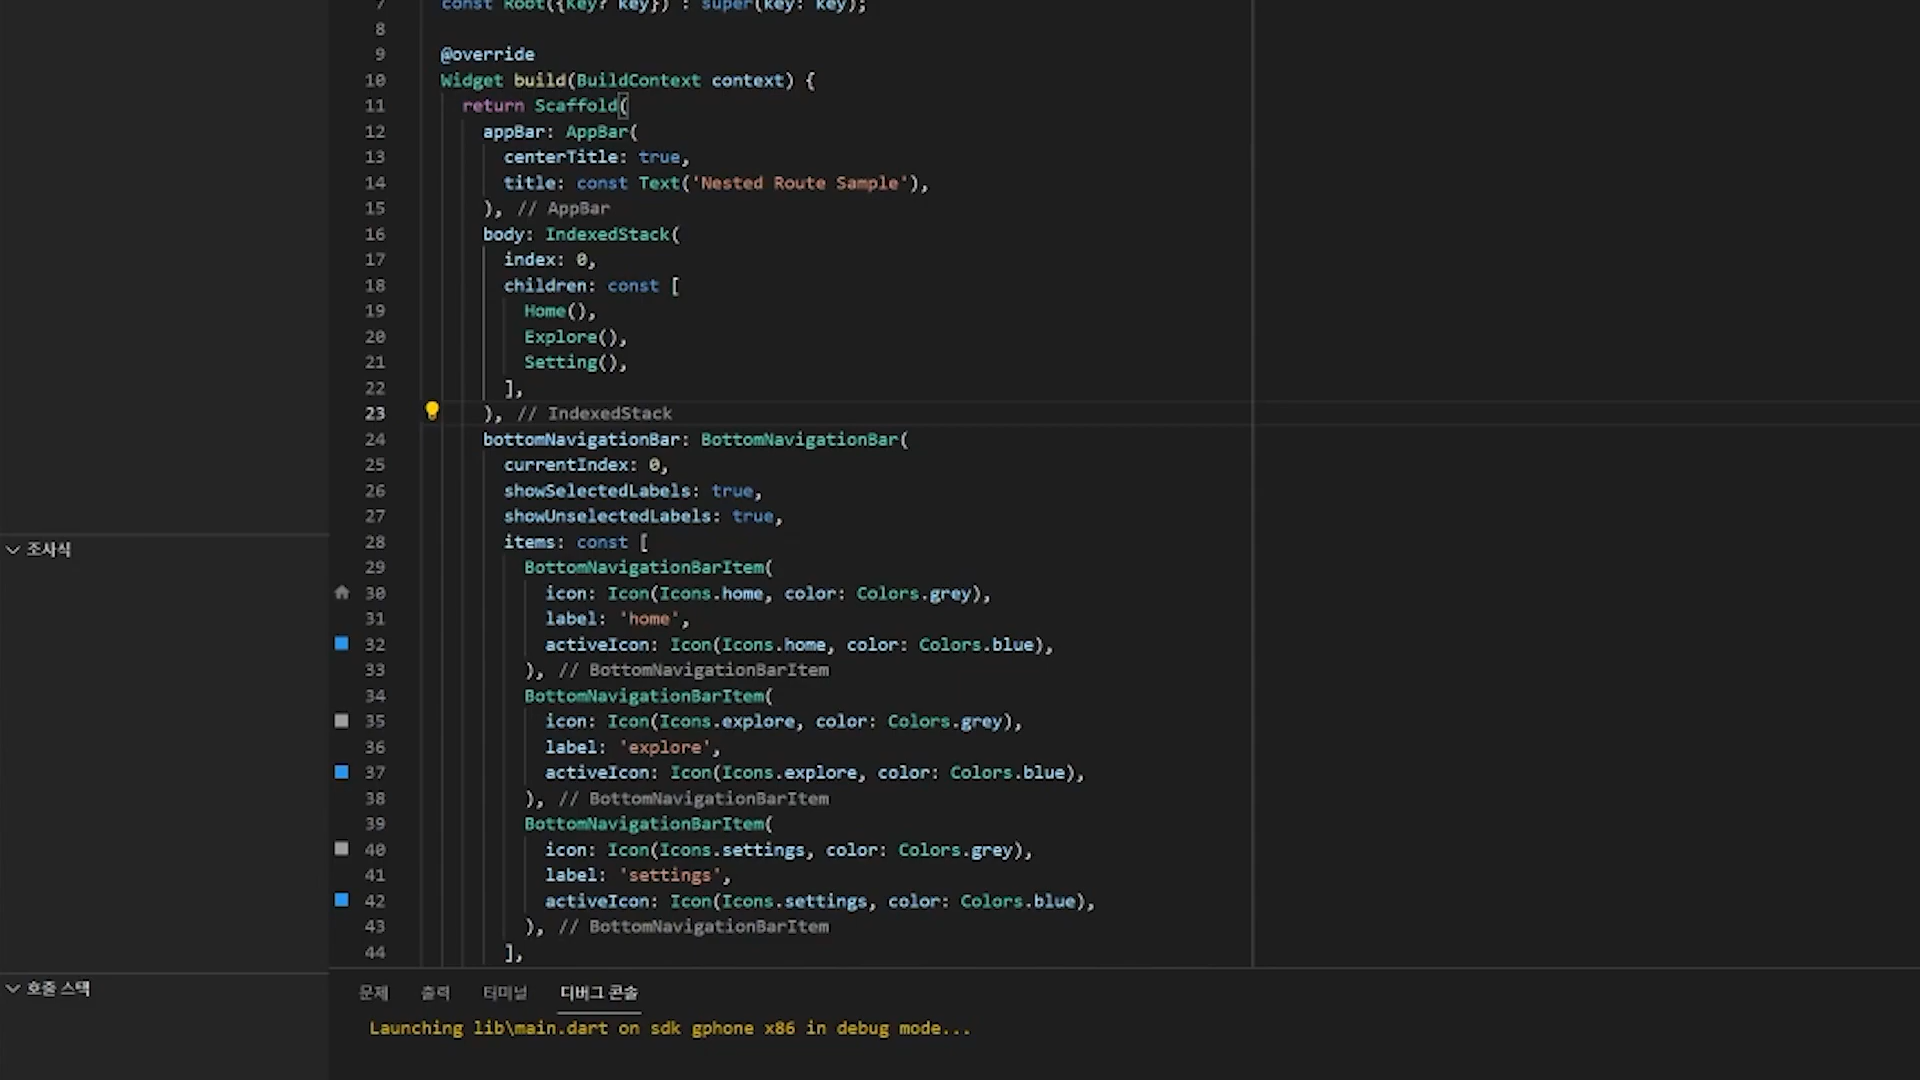 7 const Root({Key? key}) : super(key: key);
8
9 @override
10 Widget build(BuildContext context) {
11 return Scaffold(
12 appBar: AppBar(
13 centerTitle: true,
14 title: const Text('Nested Route Sample'),
15 ), // AppBar
16 body: IndexedStack(
17 index: 0,
18 children: const [
19 Home(),
20 Explore(),
21 Setting(),
22 ],
23 ), // IndexedStack
24 bottomNavigationBar: BottomNavigationBar(
25 currentIndex: 0,
26 showSelectedLabels: true,
27 showUnselectedLabels: true,
28 items: const [
29 BottomNavigationBarItem(
30 icon: Icon(Icons.home, color: Colors.grey),
31 label: 'home',
32 activeIcon: Icon(Icons.home, color: Colors.blue),
33 ), // BottomNavigationBarItem
34 BottomNavigationBarItem(
35 icon: Icon(Icons.explore, color: Colors.grey),
36 label: 'explore',
37 activeIcon: Icon(Icons.explore, color: Colors.blue),
38 ), // BottomNavigationBarItem
39 BottomNavigationBarItem(
40 icon: Icon(Icons.settings, color: Colors.grey),
41 label: 'settings',
42 activeIcon: Icon(Icons.settings, color: Colors.blue),
43 ), // BottomNavigationBarItem
44 ],
조사식
호출 스택
문제 출력 터미널 디버그 콘솔
Launching lib\main.dart on sdk gphone x86 in debug mode...